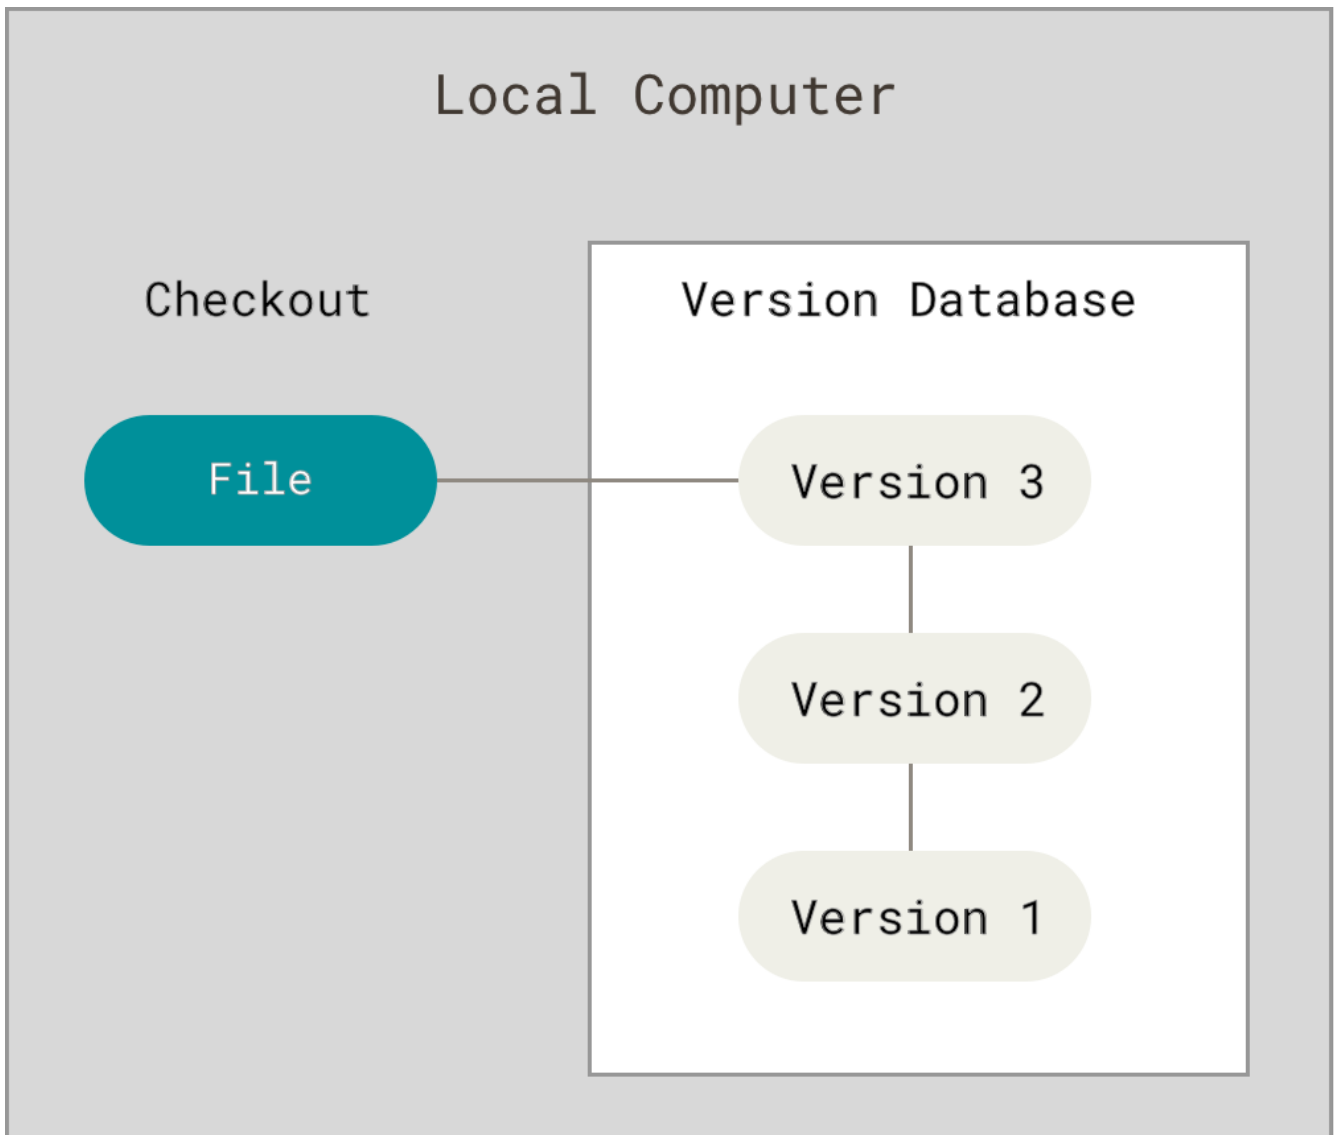 Local Computer
Checkout
Version Database
File
Version 3
Version 2
Version 1